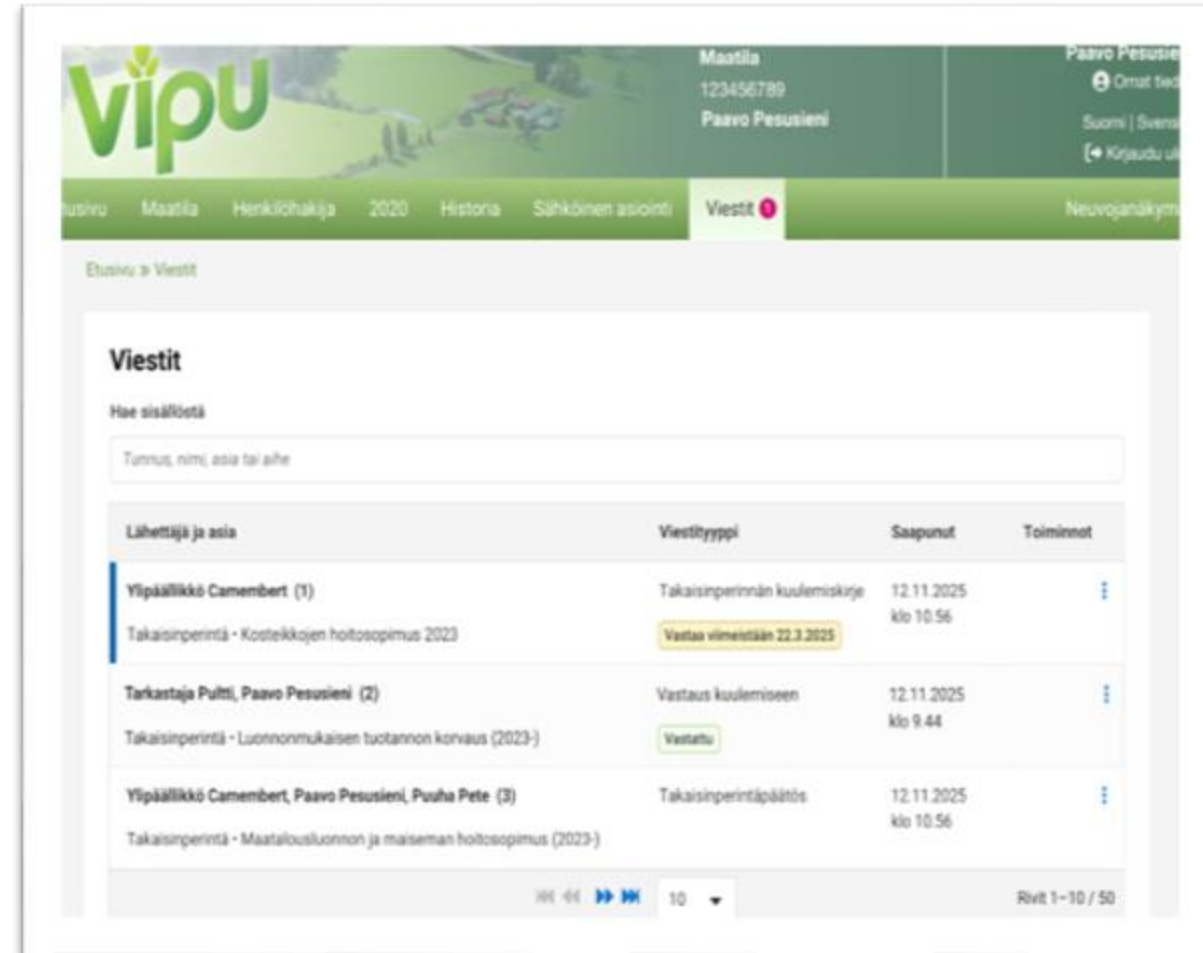 vipu
Maatila
123456789
Paavo Pesusieni
Paavo
Omat
Suomi |
Kirjaudu
Maatila Henkilöhakija 2020 Historia Sähköinen asiointi Viestit 1
Etusivu » Viestit
Viestit
Hae sisällöstä
Tunnus, nimi, asia tai aihe
Lähettäjä ja asia Viestityyppi Saapunut Toiminnot
Ylipäällikkö Camembert (1) Takaisinperinnän kuulemiskirje 12.11.2025
klo 10.56
Takaisinperintä - Kosteikkojen hoitosopimus 2023 Vastaa viimeistään 22.3.2025
Tarkastaja Pultti, Paavo Pesusieni (2) Vastaus kuulemiseen 12.11.2025
klo 9.44
Takaisinperintä - Luonnonmukaisen tuotannon korvaus (2023-) Vastattu
Ylipäällikkö Camembert, Paavo Pesusieni, Puuha Pete (3) Takaisinperintäpäätös 12.11.2025
klo 10.56
Takaisinperintä - Maatalousluonnon ja maiseman hoitosopimus (2023-)
10 Rivit 1–10 / 50